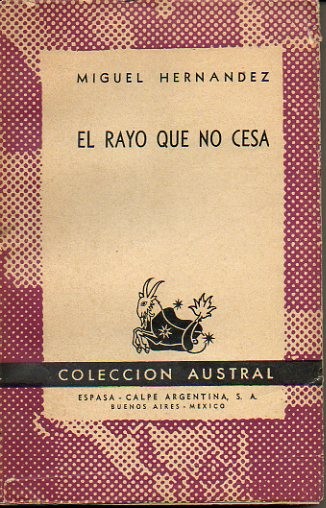 MIGUEL HERNANDEZ
EL RAYO QUE NO CESA
COLECCION AUSTRAL
ESPASA - CALPE ARGENTINA, S. A.
BUENOS AIRES - MEXICO